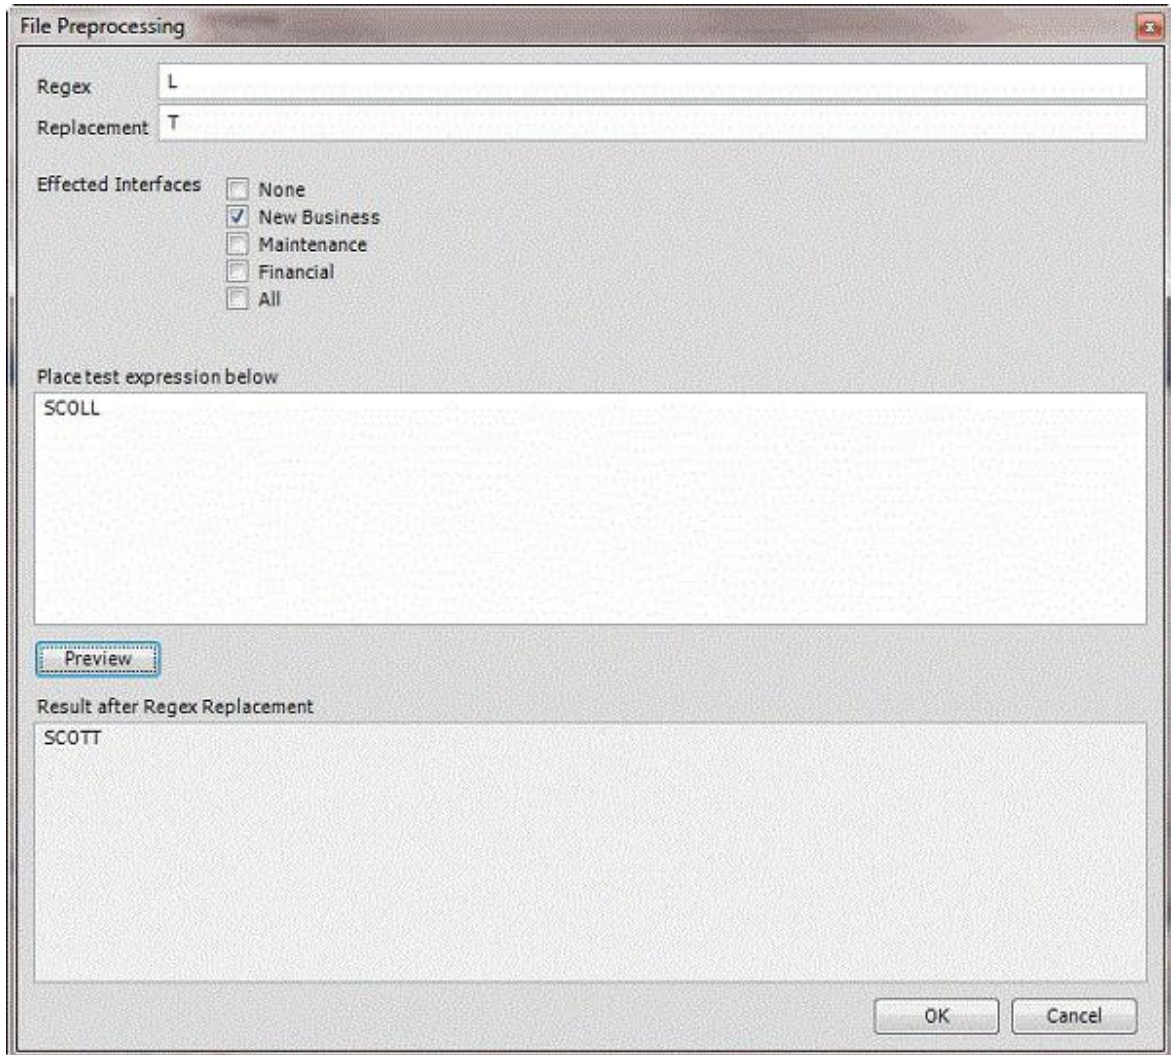 File Preprocessing
Regex L
Replacement T
Effected Interfaces None
New Business
Maintenance
Financial
All
Place test expression below
SCOLL
Preview
Result after Regex Replacement
SCOTT
OK Cancel